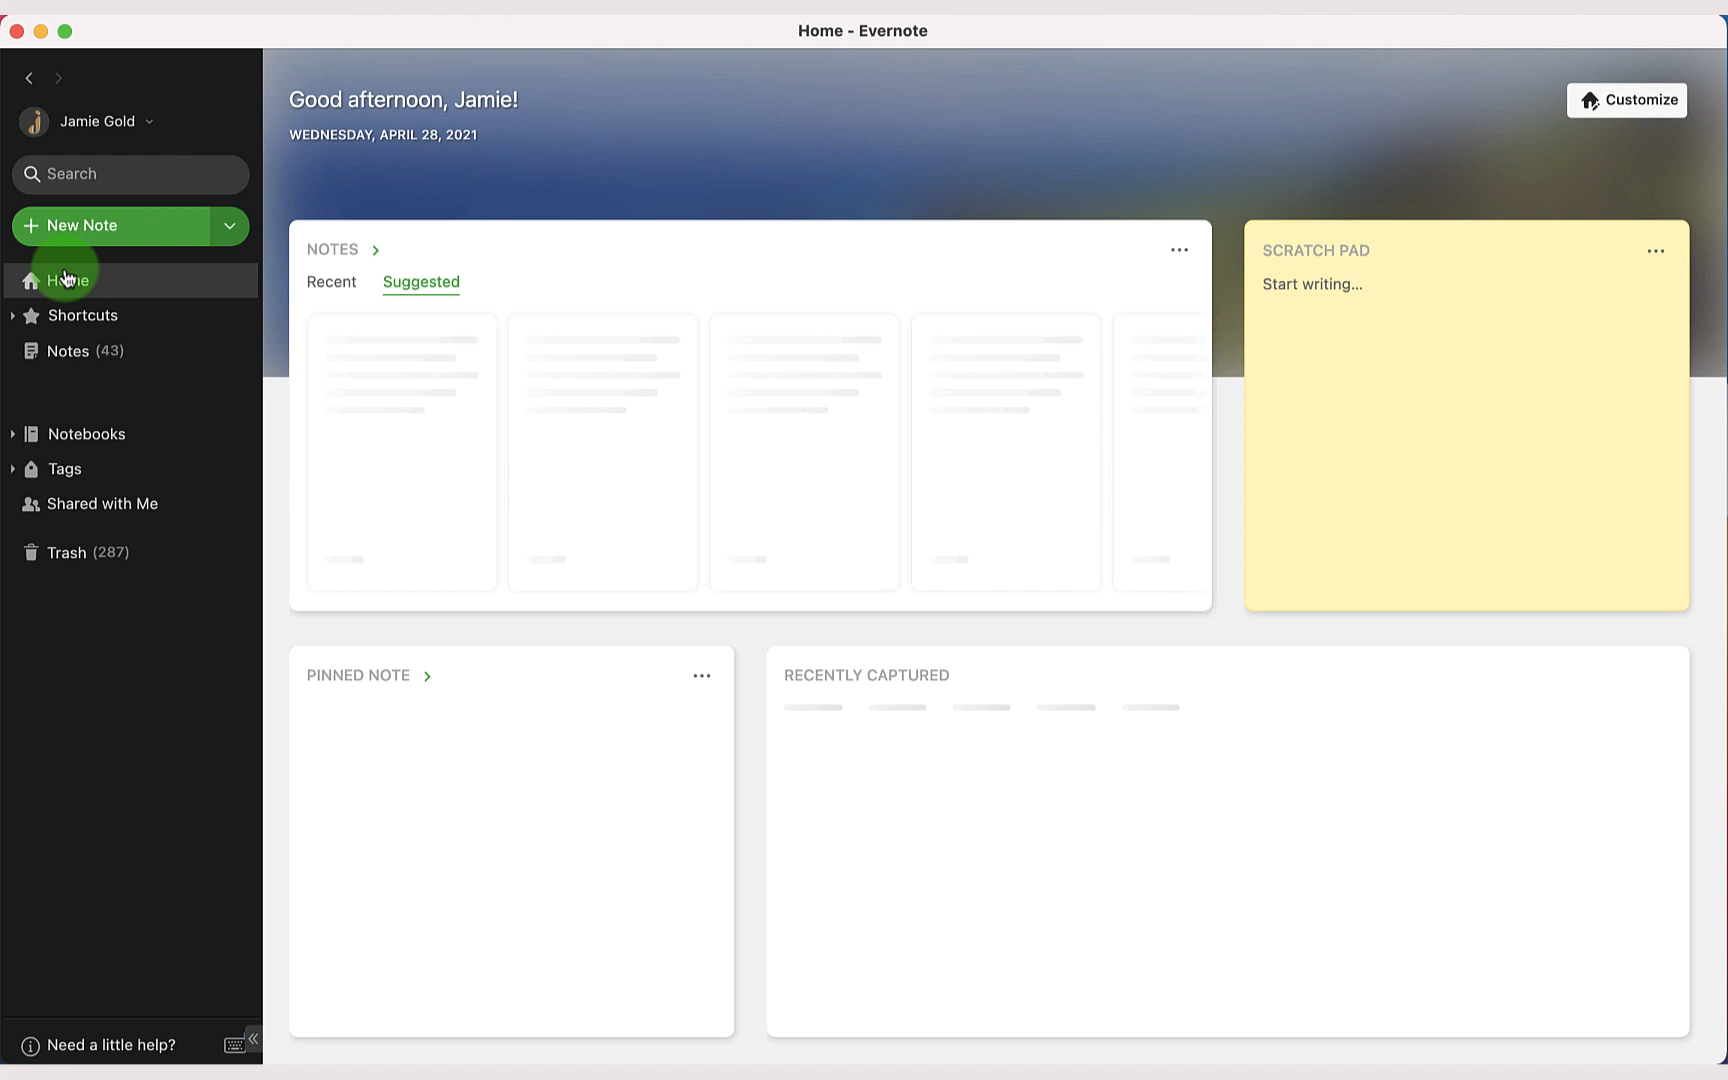 Home - Evernote
Jamie Gold
Search
New Note
Home
Shortcuts
Notes (43)
Notebooks
Tags
Shared with Me
Trash (287)
Need a little help?
Good afternoon, Jamie!
WEDNESDAY, APRIL 28, 2021
Customize
NOTES
Recent Suggested
SCRATCH PAD
Start writing...
PINNED NOTE
RECENTLY CAPTURED